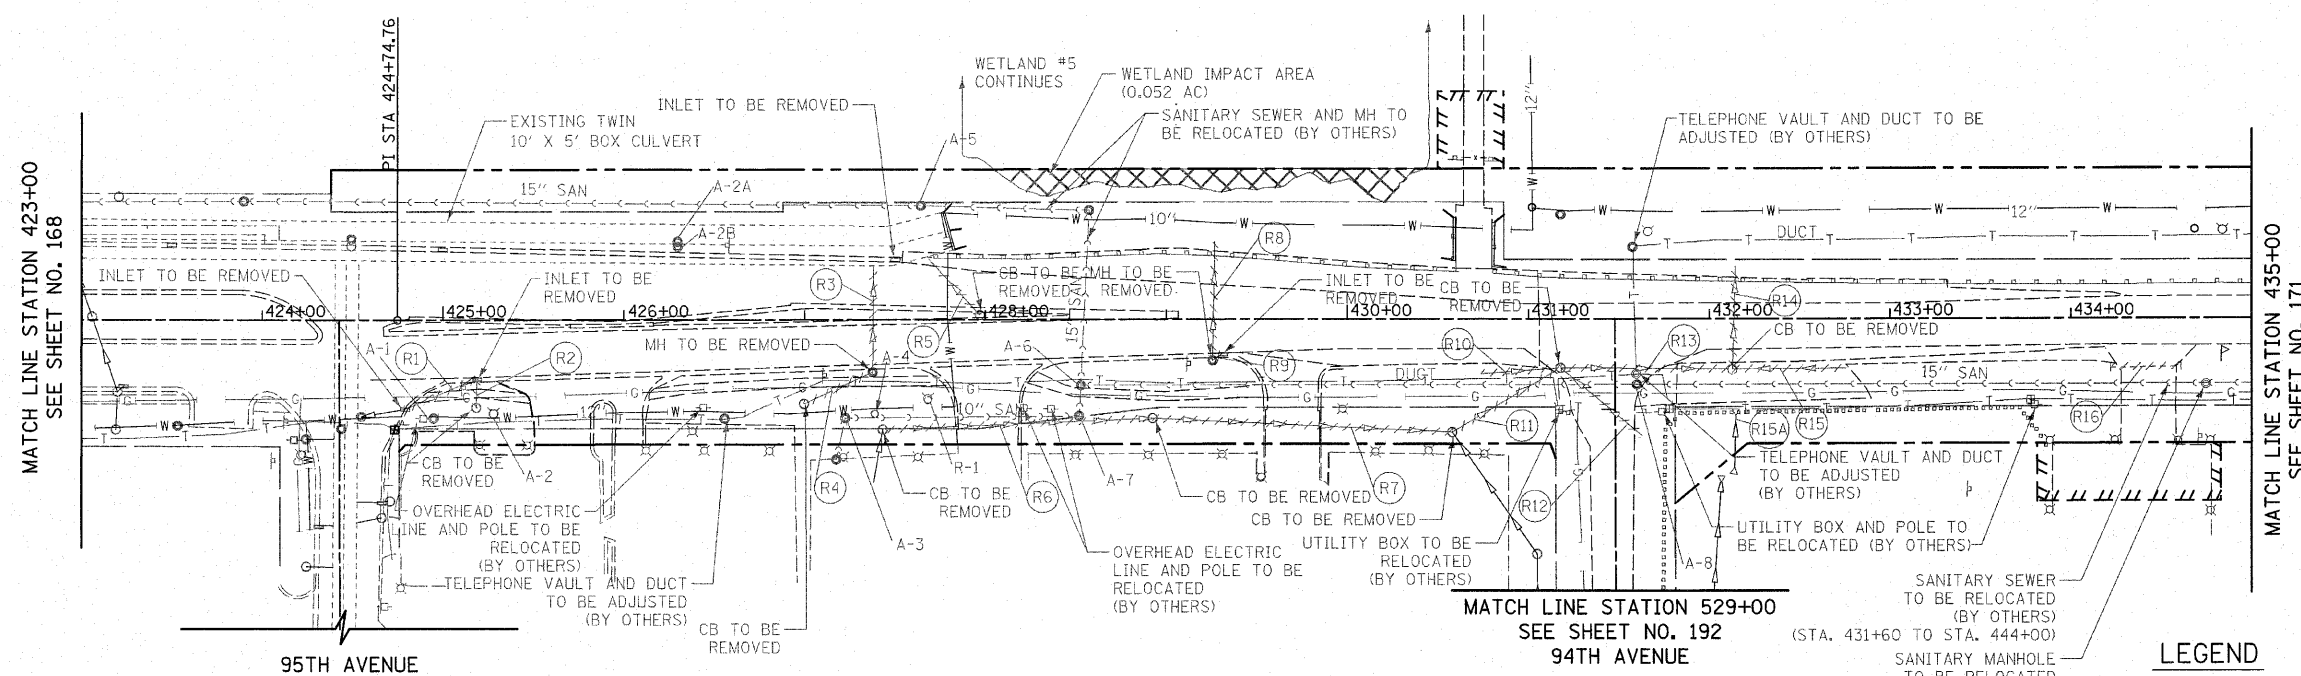 PI STA 424+74.76
MATCH LINE STATION 423+00
SEE SHEET NO. 168
EXISTING TWIN
10' X 5' BOX CULVERT
INLET TO BE REMOVED
WETLAND #5
CONTINUES
WETLAND IMPACT AREA
(0.052 AC)
SANITARY SEWER AND MH TO
BE RELOCATED (BY OTHERS)
12"
TELEPHONE VAULT AND DUCT TO BE
ADJUSTED (BY OTHERS)
A-5
15" SAN
A-2A
A-2B
10"
12"
DUCT
R8
INLET TO BE REMOVED
INLET TO BE
REMOVED
R3
CB TO BE
REMOVED
MH TO BE
REMOVED
INLET TO BE
REMOVED
CB TO BE
REMOVED
R14
424+00
425+00
426+00
428+00
430+00
431+00
432+00
433+00
434+00
15" SAN
MH TO BE REMOVED
R5
CB TO BE REMOVED
A-1
R1
R2
A-4
A-6
R9
R10
R13
DUCT
15" SAN
10" SAN
CB TO BE
REMOVED
A-2
R4
R-1
R6
A-7
R7
R11
R12
R15A
R15
R16
CB TO BE
REMOVED
CB TO BE REMOVED
CB TO BE REMOVED
TELEPHONE VAULT AND DUCT
TO BE ADJUSTED
(BY OTHERS)
OVERHEAD ELECTRIC
LINE AND POLE TO BE
RELOCATED
(BY OTHERS)
A-3
OVERHEAD ELECTRIC
LINE AND POLE TO BE
RELOCATED
(BY OTHERS)
UTILITY BOX TO BE
RELOCATED
(BY OTHERS)
UTILITY BOX AND POLE TO
BE RELOCATED (BY OTHERS)
A-8
TELEPHONE VAULT AND DUCT
TO BE ADJUSTED
(BY OTHERS)
CB TO BE
REMOVED
SANITARY SEWER
TO BE RELOCATED
(BY OTHERS)
(STA. 431+60 TO STA. 444+00)
SANITARY MANHOLE
TO BE RELOCATED
95TH AVENUE
MATCH LINE STATION 529+00
SEE SHEET NO. 192
94TH AVENUE
MATCH LINE STATION 435+00
SEE SHEET NO. 171
LEGEND